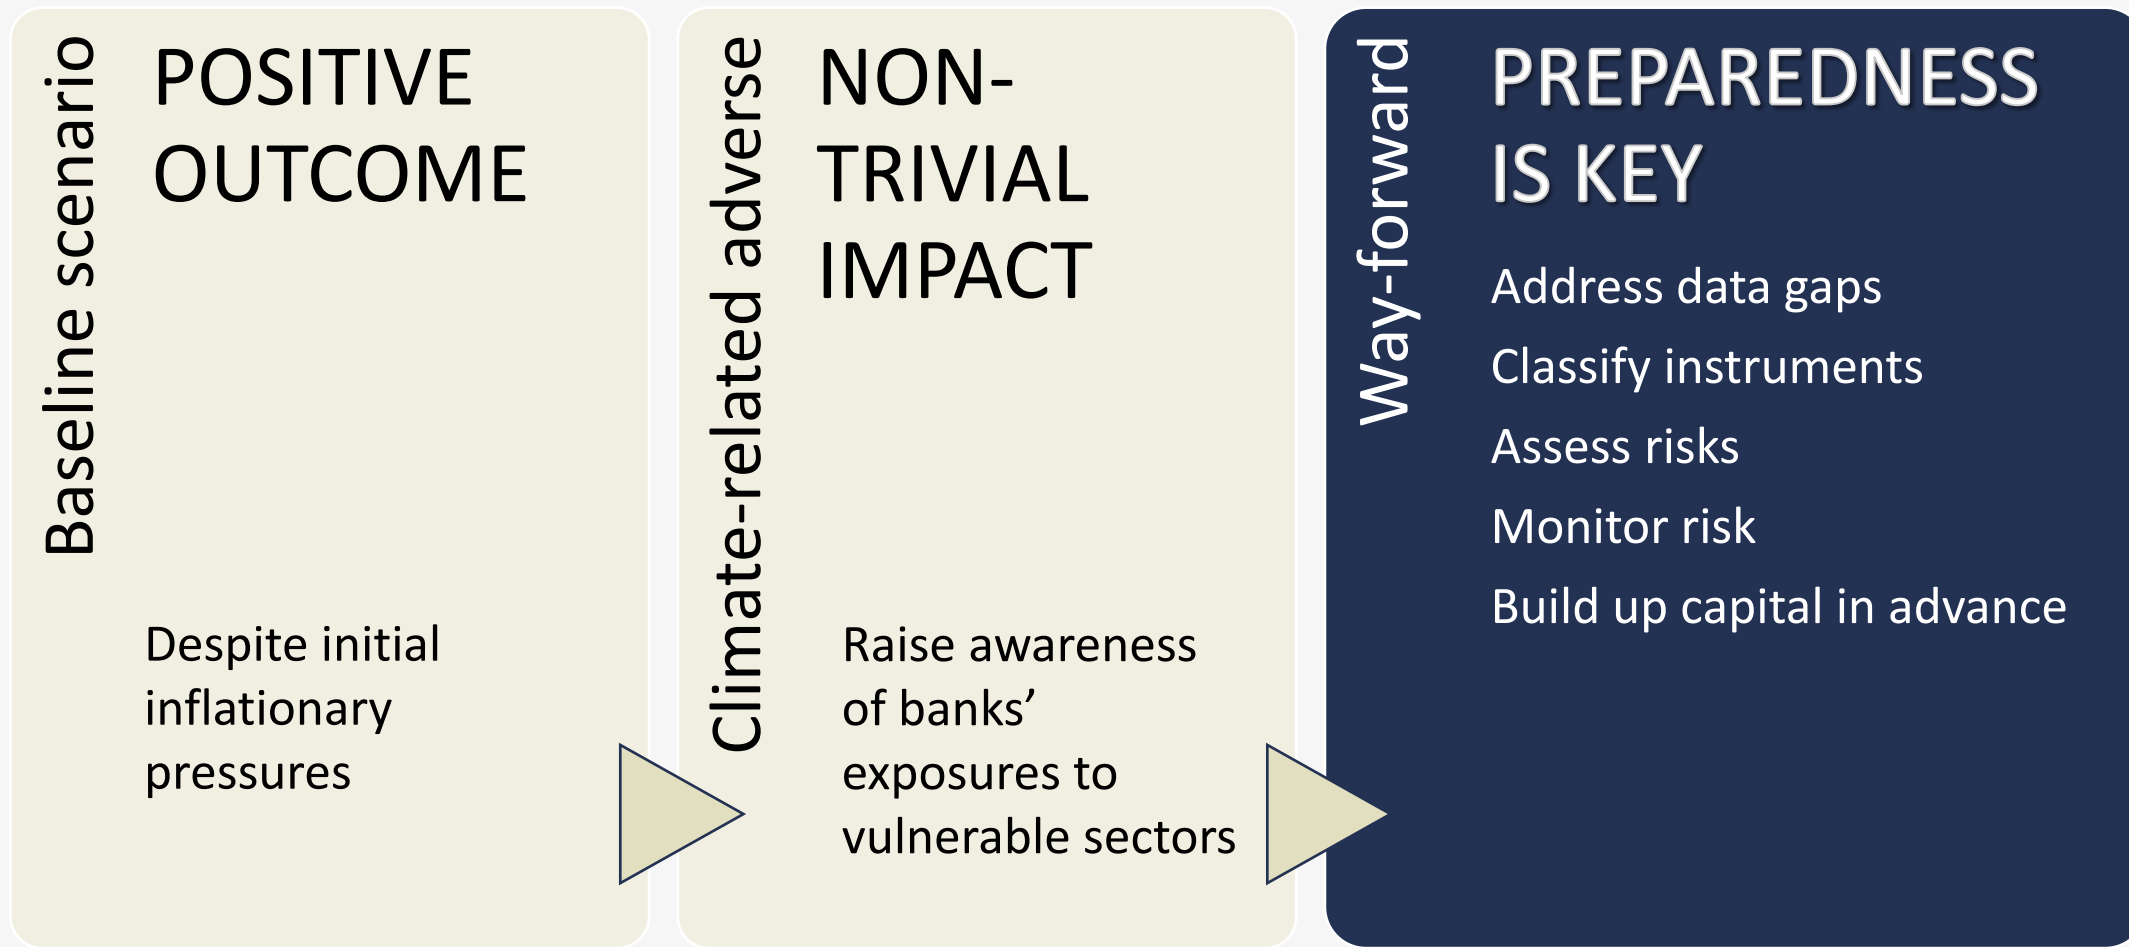 Baseline scenario
POSITIVE
OUTCOME
Despite initial
inflationary
pressures
Climate-related adverse
NON-
TRIVIAL
IMPACT
Raise awareness
of banks’
exposures to
vulnerable sectors
Way-forward
PREPAREDNESS
IS KEY
Address data gaps
Classify instruments
Assess risks
Monitor risk
Build up capital in advance